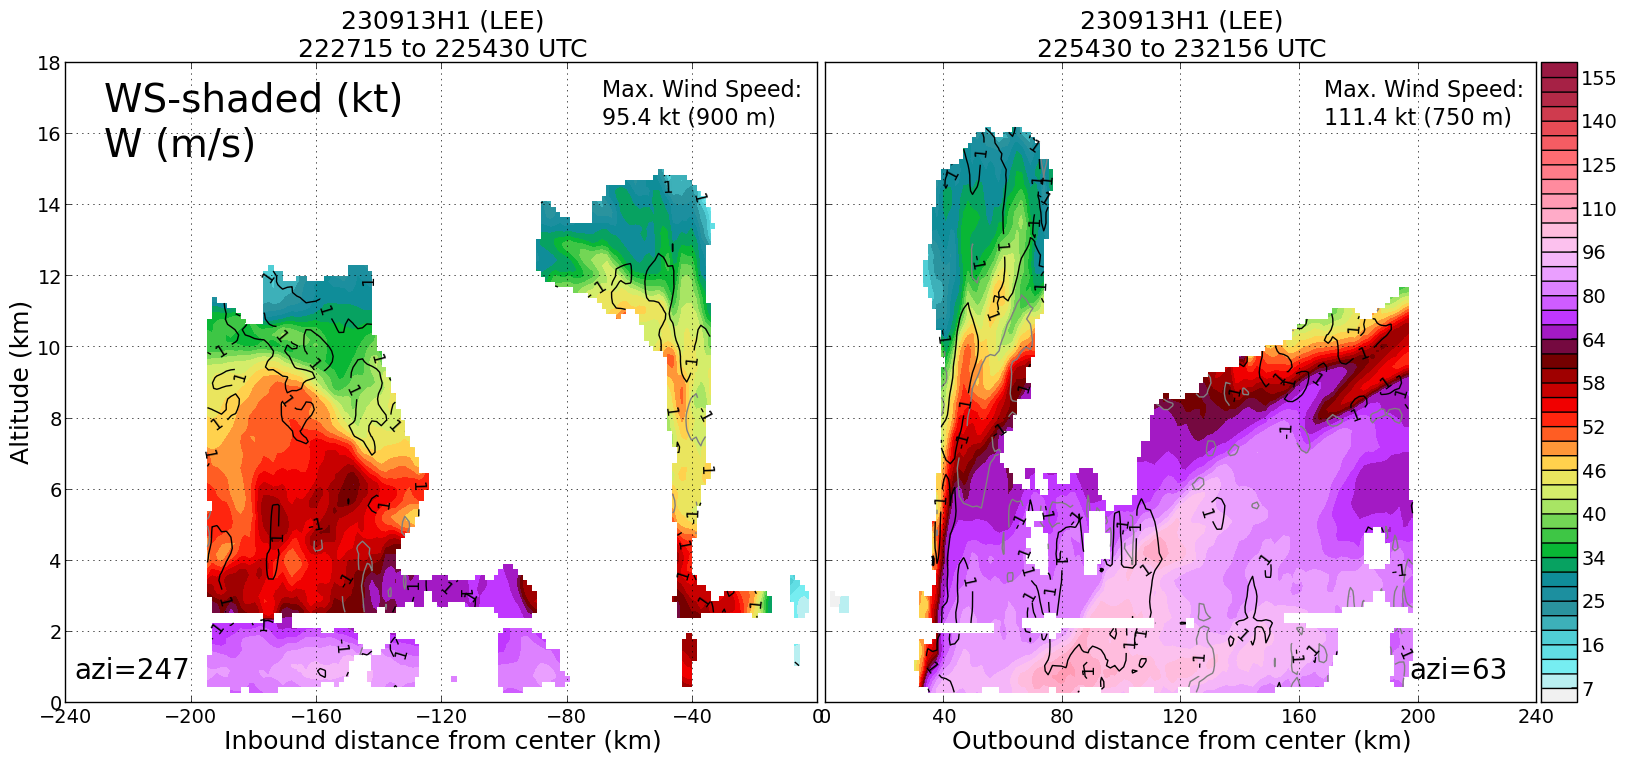 230913H1 (LEE)
222715 to 225430 UTC
230913H1 (LEE)
225430 to 232156 UTC
WS-shaded (kt)
W (m/s)
Max. Wind Speed:
95.4 kt (900 m)
Max. Wind Speed:
111.4 kt (750 m)
Altitude (km)
18
16
14
12
10
8
6
4
2
0
azi=247
azi=63
−240
−200
−160
−120
−80
−40
0
0
40
80
120
160
200
240
Inbound distance from center (km)
Outbound distance from center (km)
155
140
125
110
96
80
64
58
52
46
40
34
25
16
7